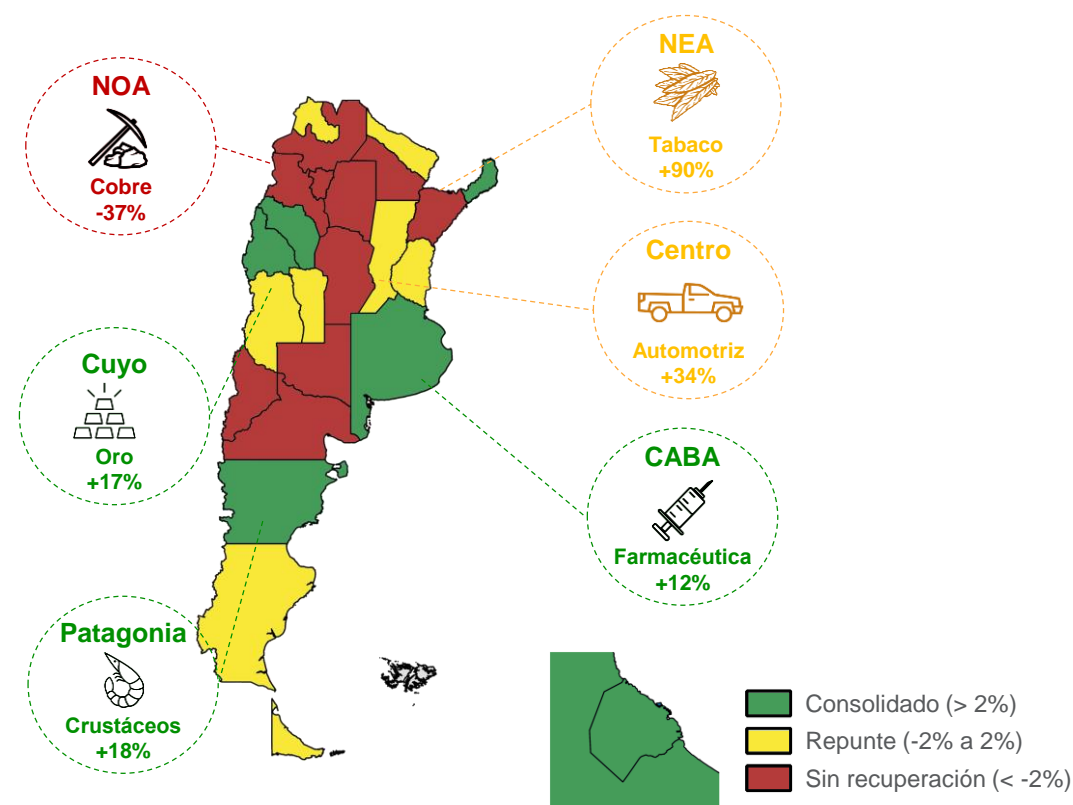 NOA
Cobre
-37%
NEA
Tabaco
+90%
Centro
Automotriz
+34%
Cuyo
Oro
+17%
CABA
Farmacéutica
+12%
Patagonia
Crustáceos
+18%
Consolidado (> 2%)
Repunte (-2% a 2%)
Sin recuperación (< -2%)